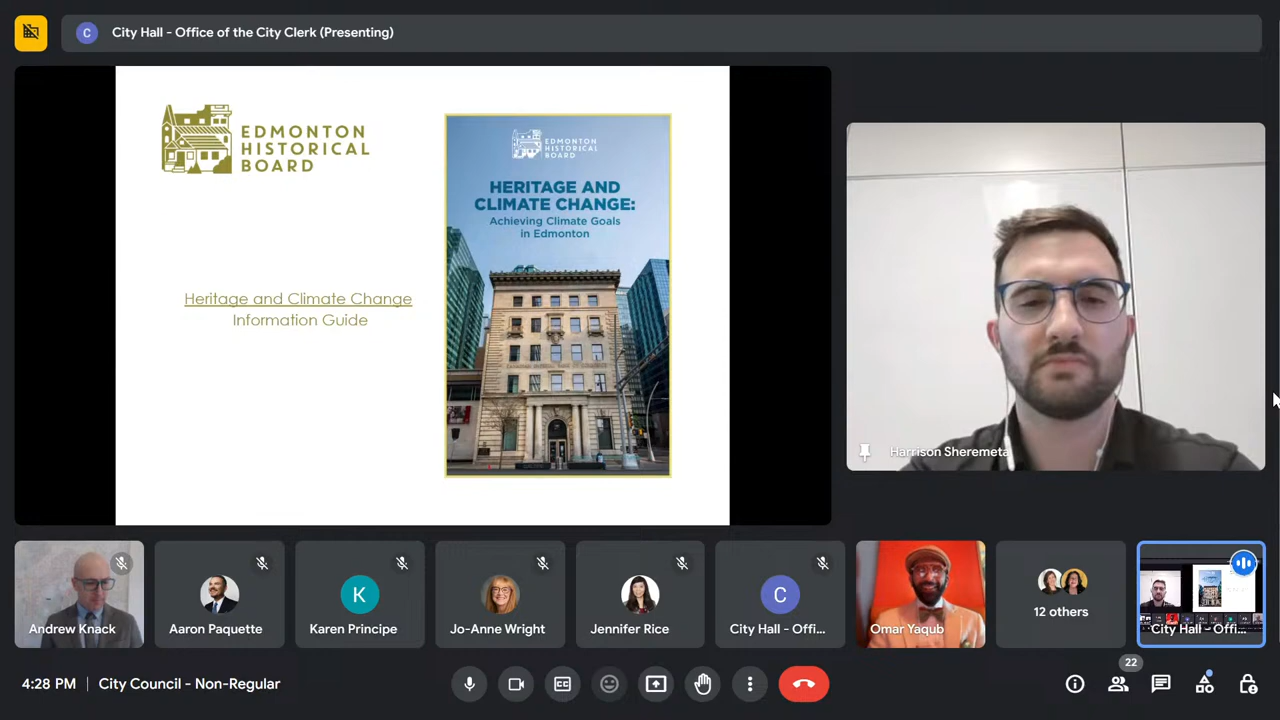 C
City Hall - Office of the City Clerk (Presenting)
EDMONTON
HISTORICAL
BOARD
EDMONTON
HISTORICAL
BOARD
HERITAGE AND
CLIMATE CHANGE:
Achieving Climate Goals
in Edmonton
Heritage and Climate Change
Information Guide
Harrison Sheremeta
Andrew Knack
Aaron Paquette
K
Karen Principe
Jo-Anne Wright
Jennifer Rice
C
City Hall - Offi...
Omar Yaqub
12 others
City Hall - Offi...
4:28 PM | City Council - Non-Regular
CC
22